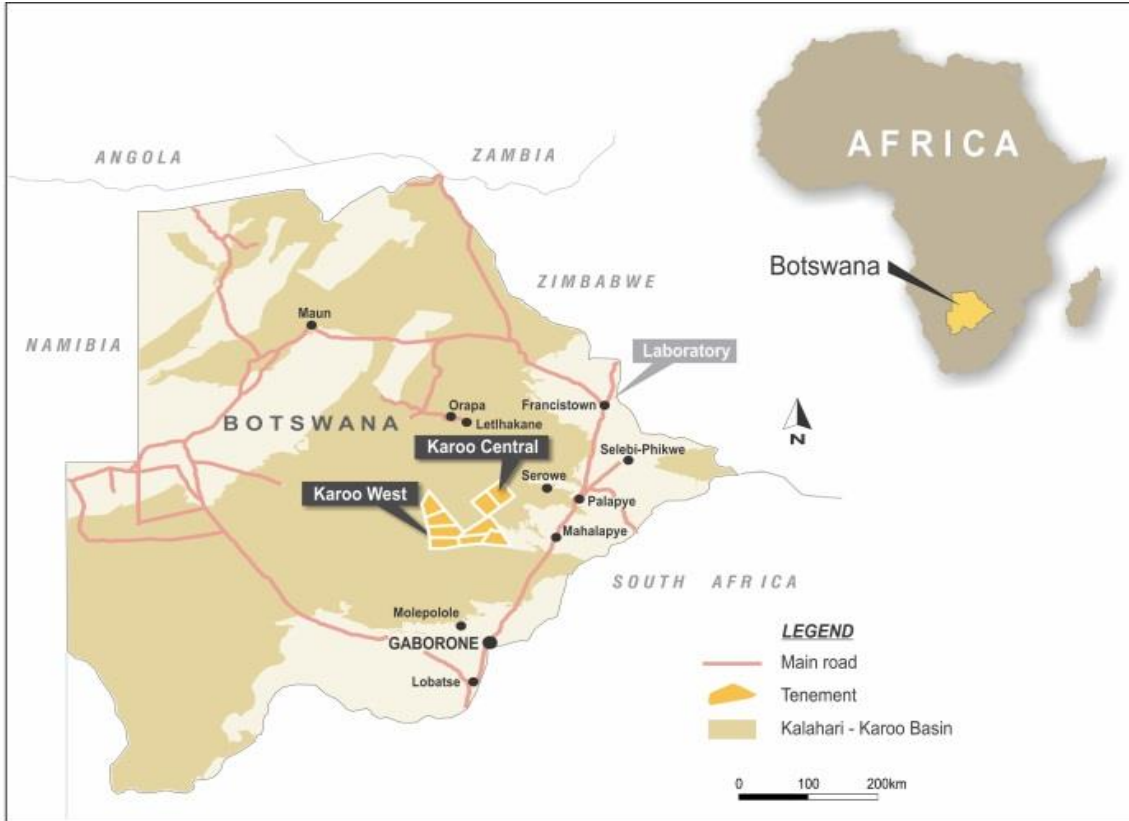 ANGOLA
ZAMBIA
AFRICA
Botswana
ZIMBABWE
NAMIBIA
Maun
Laboratory
Orapa
Francistown
BOTSWANA
Letlhakane
N
Karoo Central
Selebi-Phikwe
Serowe
Karoo West
Palapye
Mahalapye
SOUTH AFRICA
Molepolole
GABORONE
Lobatse
LEGEND
Main road
Tenement
Kalahari - Karoo Basin
0 100 200km